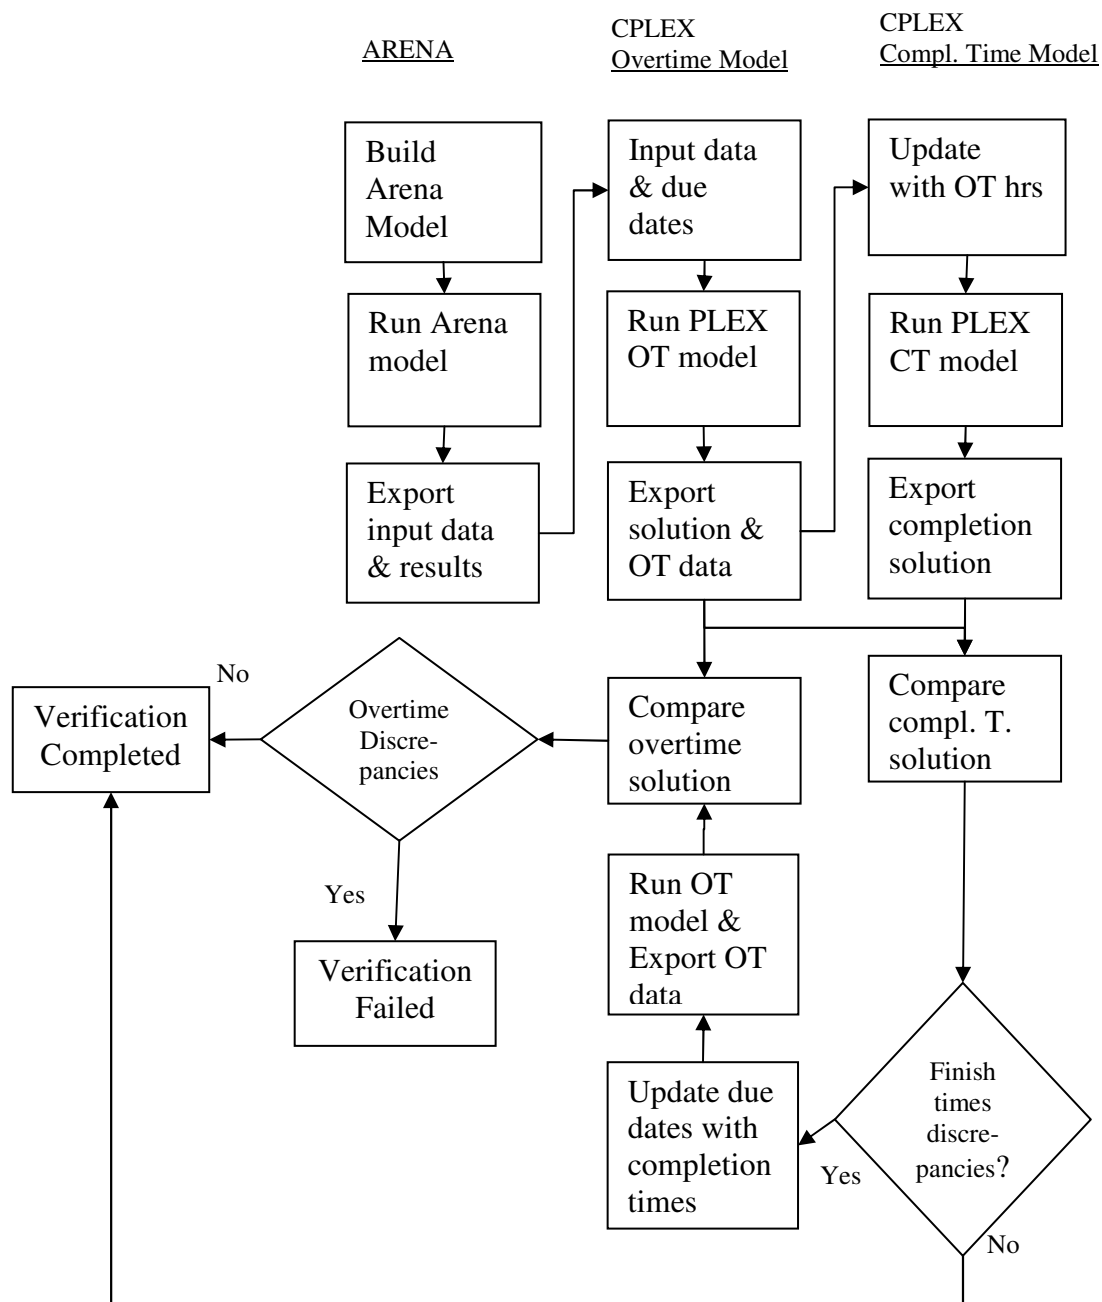 ARENA
CPLEX
Overtime Model
CPLEX
Compl. Time Model
Build
Arena
Model
Input data
& due
dates
Update
with OT hrs
Run Arena
model
Run PLEX
OT model
Run PLEX
CT model
Export
input data
& results
Export
solution &
OT data
Export
completion
solution
No
Verification
Completed
Overtime
Discre-
pancies
Compare
overtime
solution
Compare
compl. T.
solution
Yes
Verification
Failed
Run OT
model &
Export OT
data
Update due
dates with
completion
times
Yes
Finish
times
discre-
pancies?
No